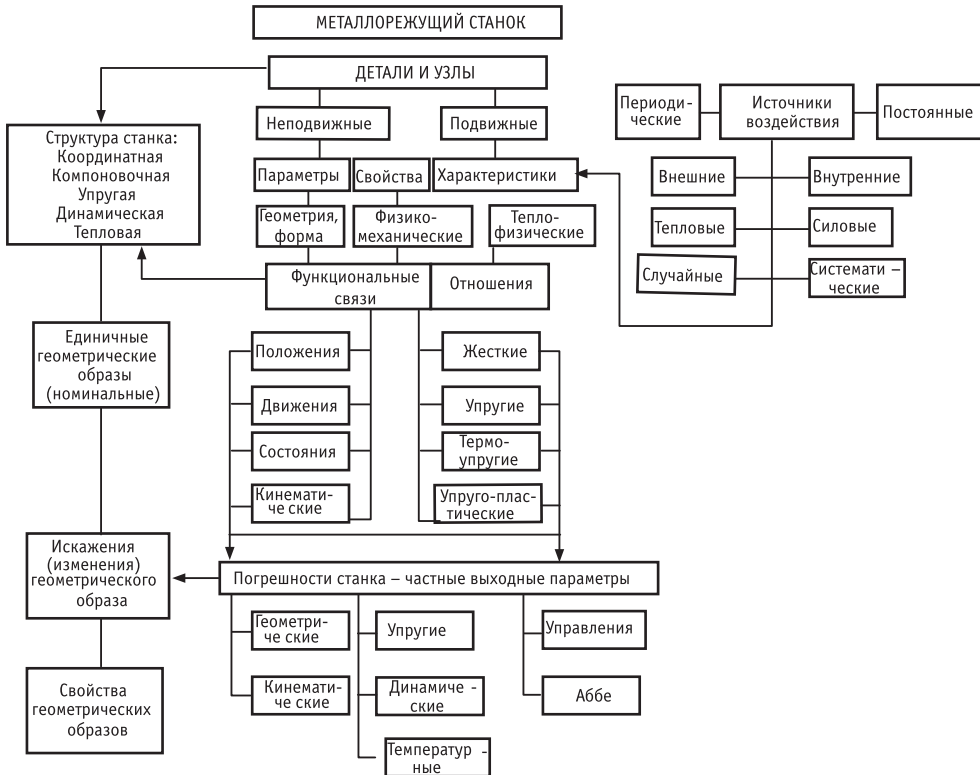 МЕТАЛЛОРЕЖУЩИЙ СТАНОК
ДЕТАЛИ И УЗЛЫ
Неподвижные
Подвижные
Периоди-
ческие
Источники
воздействия
Постоянные
Структура станка:
Координатная
Компоновочная
Упругая
Динамическая
Тепловая
Параметры
Свойства
Характеристики
Внешние
Внутренние
Геометрия,
форма
Физико-
механические
Тепло-
физические
Тепловые
Силовые
Функциональные
связи
Отношения
Случайные
Системати -
ческие
Единичные
геометрические
образы
(номинальные)
Положения
Жесткие
Движения
Упругие
Состояния
Термо-
упругие
Кинемати-
че ские
Упруго-плас-
тические
Искажения
(изменения)
геометрического
образа
Погрешности станка – частные выходные параметры
Геометри-
че ские
Упругие
Управления
Кинемати-
че ские
Динамиче -
ские
Аббе
Температур -
ные
Свойства
геометрических
образов